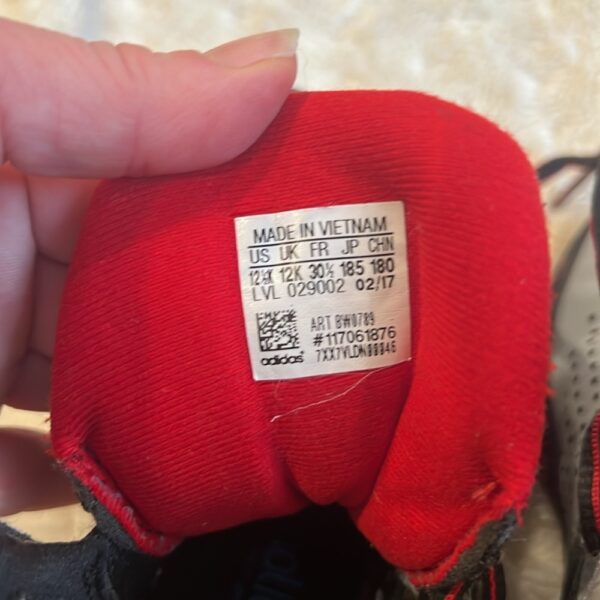 MADE IN VIETNAM
US UK FR JP CHN
12½K 12K 30½ 185 180
LVL 029002 02/17
ART BW0789
#117061876
adidas